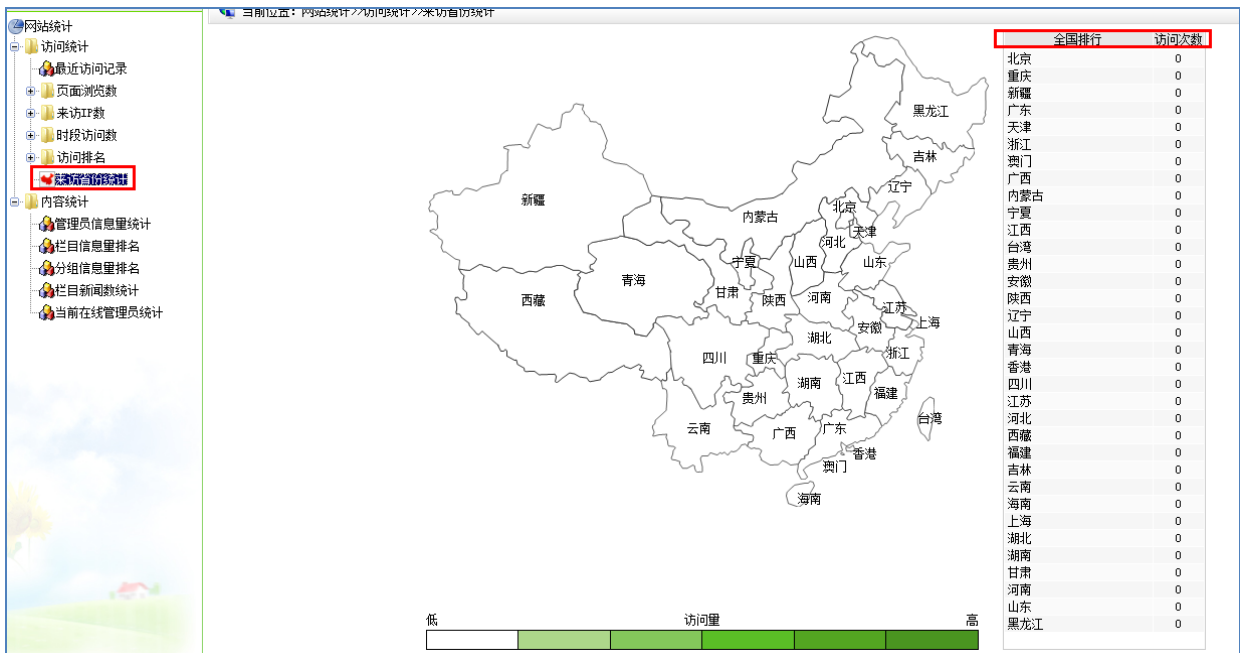 当前位置：网站统计>>访问统计>>来访省份统计
网站统计
访问统计
最近访问记录
页面浏览数
来访IP数
时段访问数
访问排名
来访省份统计
内容统计
管理员信息量统计
栏目信息量排名
分组信息量排名
栏目新闻数统计
当前在线管理员统计
黑龙江
吉林
辽宁
新疆
内蒙古
北京
天津
河北
宁夏
山西
山东
青海
甘肃
陕西
河南
西藏
江苏
上海
安徽
湖北
浙江
四川
重庆
湖南
江西
福建
贵州
云南
广西
广东
台湾
香港
澳门
海南
低 访问量 高
全国排行 访问次数
北京 0
重庆 0
新疆 0
广东 0
天津 0
浙江 0
澳门 0
广西 0
内蒙古 0
宁夏 0
江西 0
台湾 0
贵州 0
安徽 0
陕西 0
辽宁 0
山西 0
青海 0
香港 0
四川 0
江苏 0
河北 0
西藏 0
福建 0
吉林 0
云南 0
海南 0
上海 0
湖北 0
湖南 0
甘肃 0
河南 0
山东 0
黑龙江 0